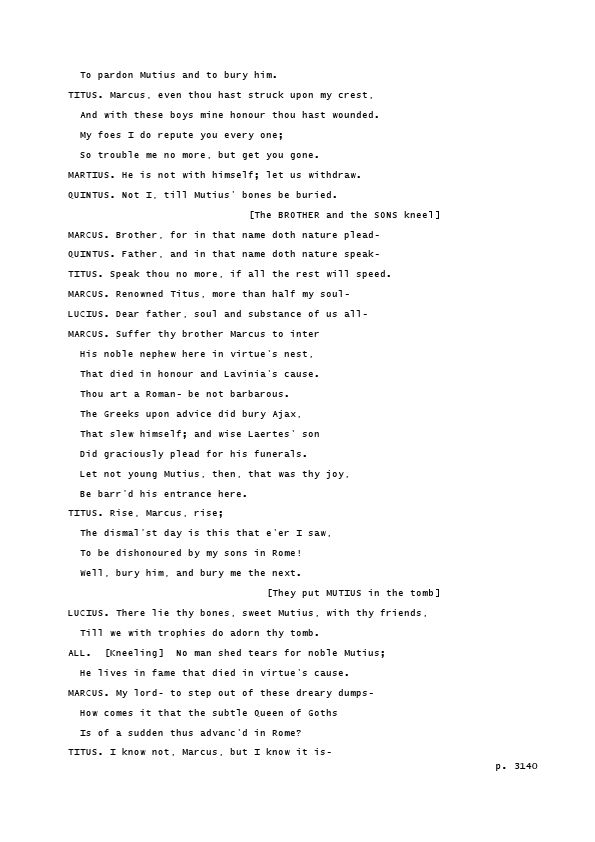 To pardon Mutius and to bury him.
TITUS. Marcus, even thou hast struck upon my crest,
And with these boys mine honour thou hast wounded.
My foes I do repute you every one;
So trouble me no more, but get you gone.
MARTIUS. He is not with himself; let us withdraw.
QUINTUS. Not I, till Mutius' bones be buried.
[The BROTHER and the SONS kneel]
MARCUS. Brother, for in that name doth nature plead-
QUINTUS. Father, and in that name doth nature speak-
TITUS. Speak thou no more, if all the rest will speed.
MARCUS. Renowned Titus, more than half my soul-
LUCIUS. Dear father, soul and substance of us all-
MARCUS. Suffer thy brother Marcus to inter
His noble nephew here in virtue's nest,
That died in honour and Lavinia's cause.
Thou art a Roman- be not barbarous.
The Greeks upon advice did bury Ajax,
That slew himself; and wise Laertes' son
Did graciously plead for his funerals.
Let not young Mutius, then, that was thy joy,
Be barr'd his entrance here.
TITUS. Rise, Marcus, rise;
The dismal'st day is this that e'er I saw,
To be dishonoured by my sons in Rome!
Well, bury him, and bury me the next.
[They put MUTIUS in the tomb]
LUCIUS. There lie thy bones, sweet Mutius, with thy friends,
Till we with trophies do adorn thy tomb.
ALL.  [Kneeling]  No man shed tears for noble Mutius;
He lives in fame that died in virtue's cause.
MARCUS. My lord- to step out of these dreary dumps-
How comes it that the subtle Queen of Goths
Is of a sudden thus advanc'd in Rome?
TITUS. I know not, Marcus, but I know it is-
p. 3140